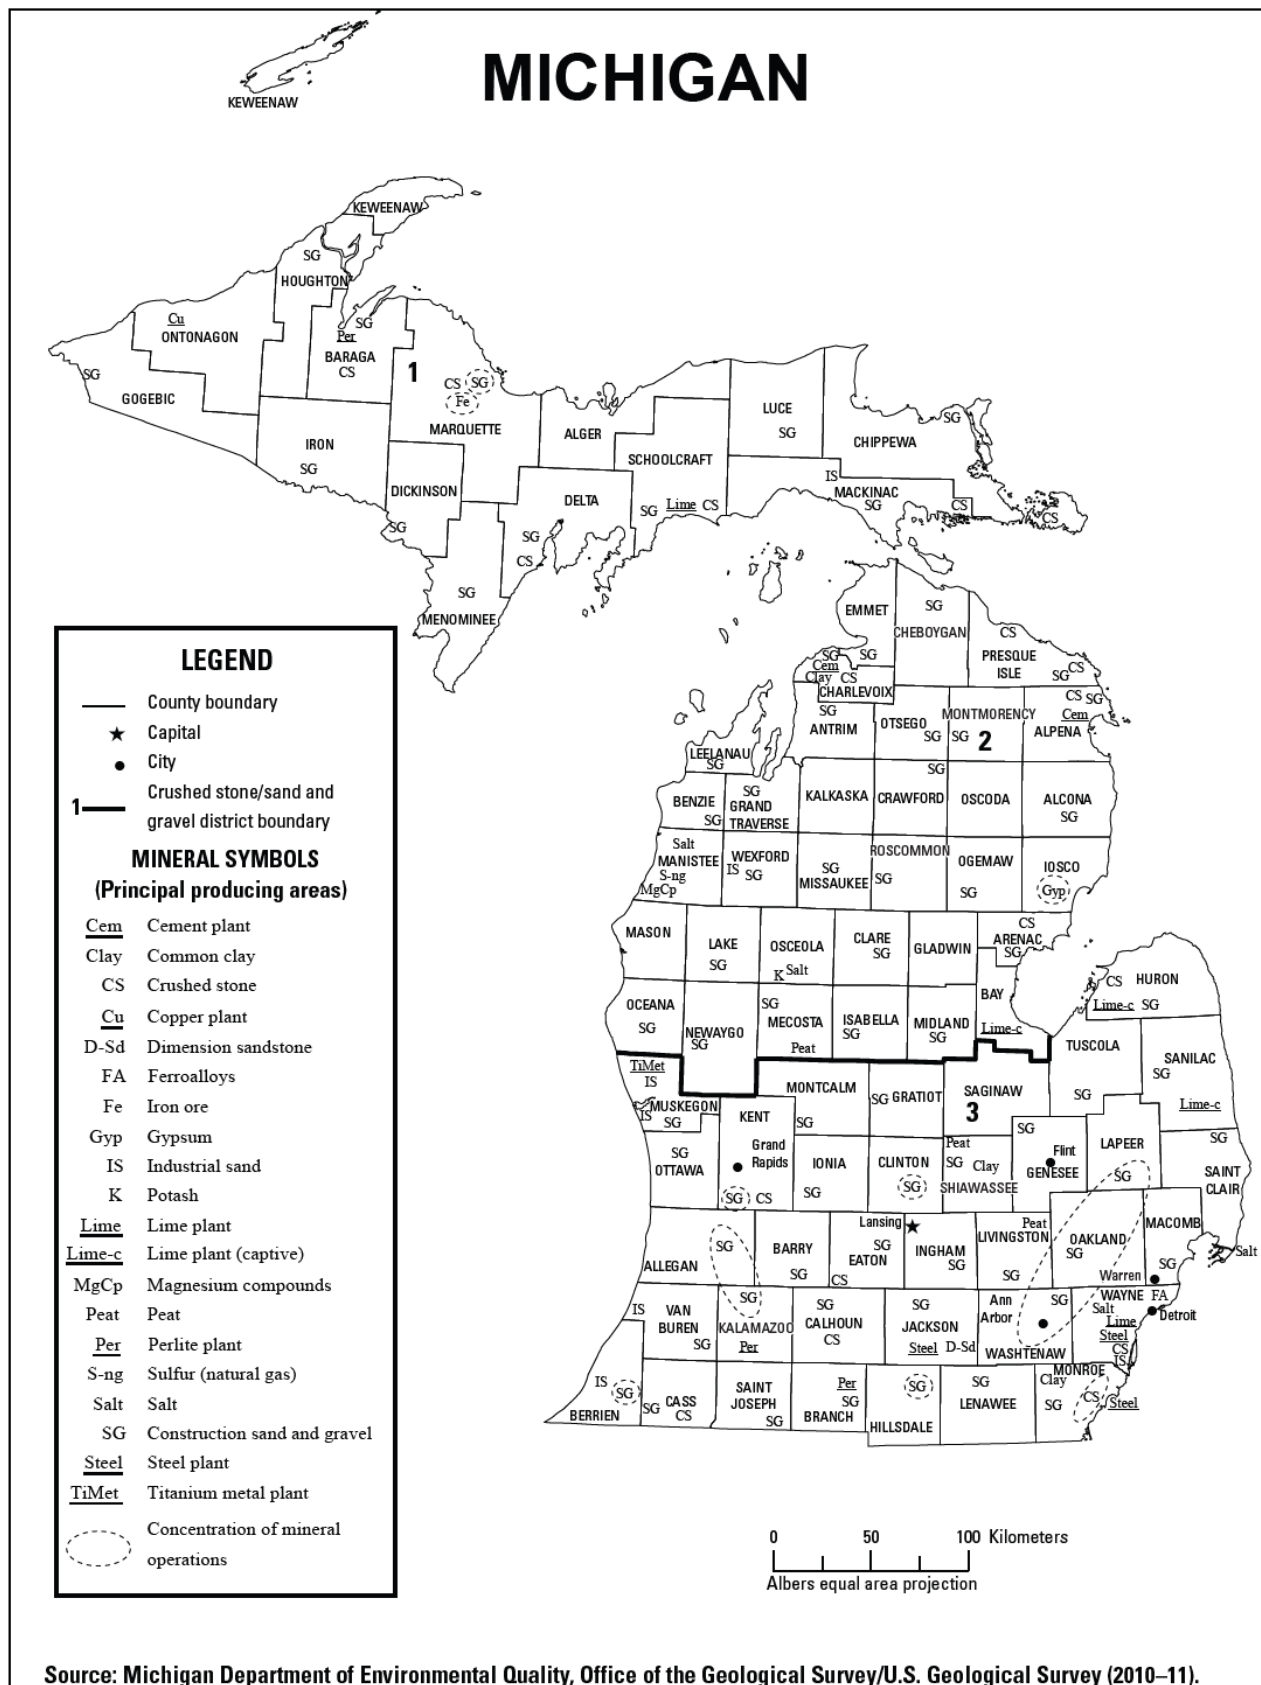 MICHIGAN
KEWEENAW
KEWEENAW
SG
HOUGHTON
Cu
ONTONAGON
SG
Per
BARAGA
CS
1
SG
GOGEBIC
CS SG
Fe
MARQUETTE
IRON
SG
ALGER
LUCE
SG
SG
CHIPPEWA
SCHOOLCRAFT
SG Lime CS
DICKINSON
SG
DELTA
SG
CS
IS
MACKINAC
SG
CS
CS
SG
MENOMINEE
EMMET
SG
SG
CHEBOYGAN
CS
PRESQUE
ISLE
SG CS
SG
Cem
Clay CS
CHARLEVOIX
SG
ANTRIM
OTSEGO
SG
MONTMORENCY
SG 2
CS SG
Cem
ALPENA
LEELANAU
SG
BENZIE
SG
SG
GRAND
TRAVERSE
KALKASKA
SG
CRAWFORD
OSCODA
ALCONA
SG
Salt
MANISTEE
S-ng
MgCp
WEXFORD
IS SG
SG
MISSAUKEE
ROSCOMMON
SG
OGEMAW
SG
IOSCO
Gyp
MASON
LAKE
SG
OSCEOLA
K Salt
CLARE
SG
GLADWIN
CS
ARENAC
SG
OCEANA
SG
NEWAYGO
SG
SG
MECOSTA
Peat
ISABELLA
SG
MIDLAND
SG
BAY
Lime-c
CS HURON
Lime-c SG
TUSCOLA
SG
SANILAC
SG
Lime-c
TiMet
IS
MUSKEGON
IS
SG
KENT
Grand
Rapids
SG CS
MONTCALM
SG
SG GRATIOT
SAGINAW
3
SG
OTTAWA
IONIA
SG
CLINTON
SG
Peat
SG Clay
SHIAWASSEE
SG
Flint
GENESEE
LAPEER
SG
SG
SAINT
CLAIR
Salt
ALLEGAN
SG
BARRY
SG
Lansing
SG
EATON
CS
INGHAM
SG
Peat
LIVINGSTON
SG
OAKLAND
SG
MACOMB
SG
Warren
IS
VAN
BUREN
SG
SG
KALAMAZOO
Per
SG
CALHOUN
CS
SG
JACKSON
Steel D-Sd
Ann
Arbor
SG
WASHTENAW
WAYNE FA
Salt
Detroit
Lime
Steel
CS
IS
IS SG
BERRIEN
SG CASS
CS
SAINT
JOSEPH
SG
Per
SG
BRANCH
SG
HILLSDALE
SG
LENAWEE
MONROE
Clay
SG
CS
Steel
LEGEND
County boundary
Capital
City
1 Crushed stone/sand and
gravel district boundary
MINERAL SYMBOLS
(Principal producing areas)
Cem Cement plant
Clay Common clay
CS Crushed stone
Cu Copper plant
D-Sd Dimension sandstone
FA Ferroalloys
Fe Iron ore
Gyp Gypsum
IS Industrial sand
K Potash
Lime Lime plant
Lime-c Lime plant (captive)
MgCp Magnesium compounds
Peat Peat
Per Perlite plant
S-ng Sulfur (natural gas)
Salt Salt
SG Construction sand and gravel
Steel Steel plant
TiMet Titanium metal plant
Concentration of mineral
operations
0 50 100 Kilometers
Albers equal area projection
Source: Michigan Department of Environmental Quality, Office of the Geological Survey/U.S. Geological Survey (2010–11).